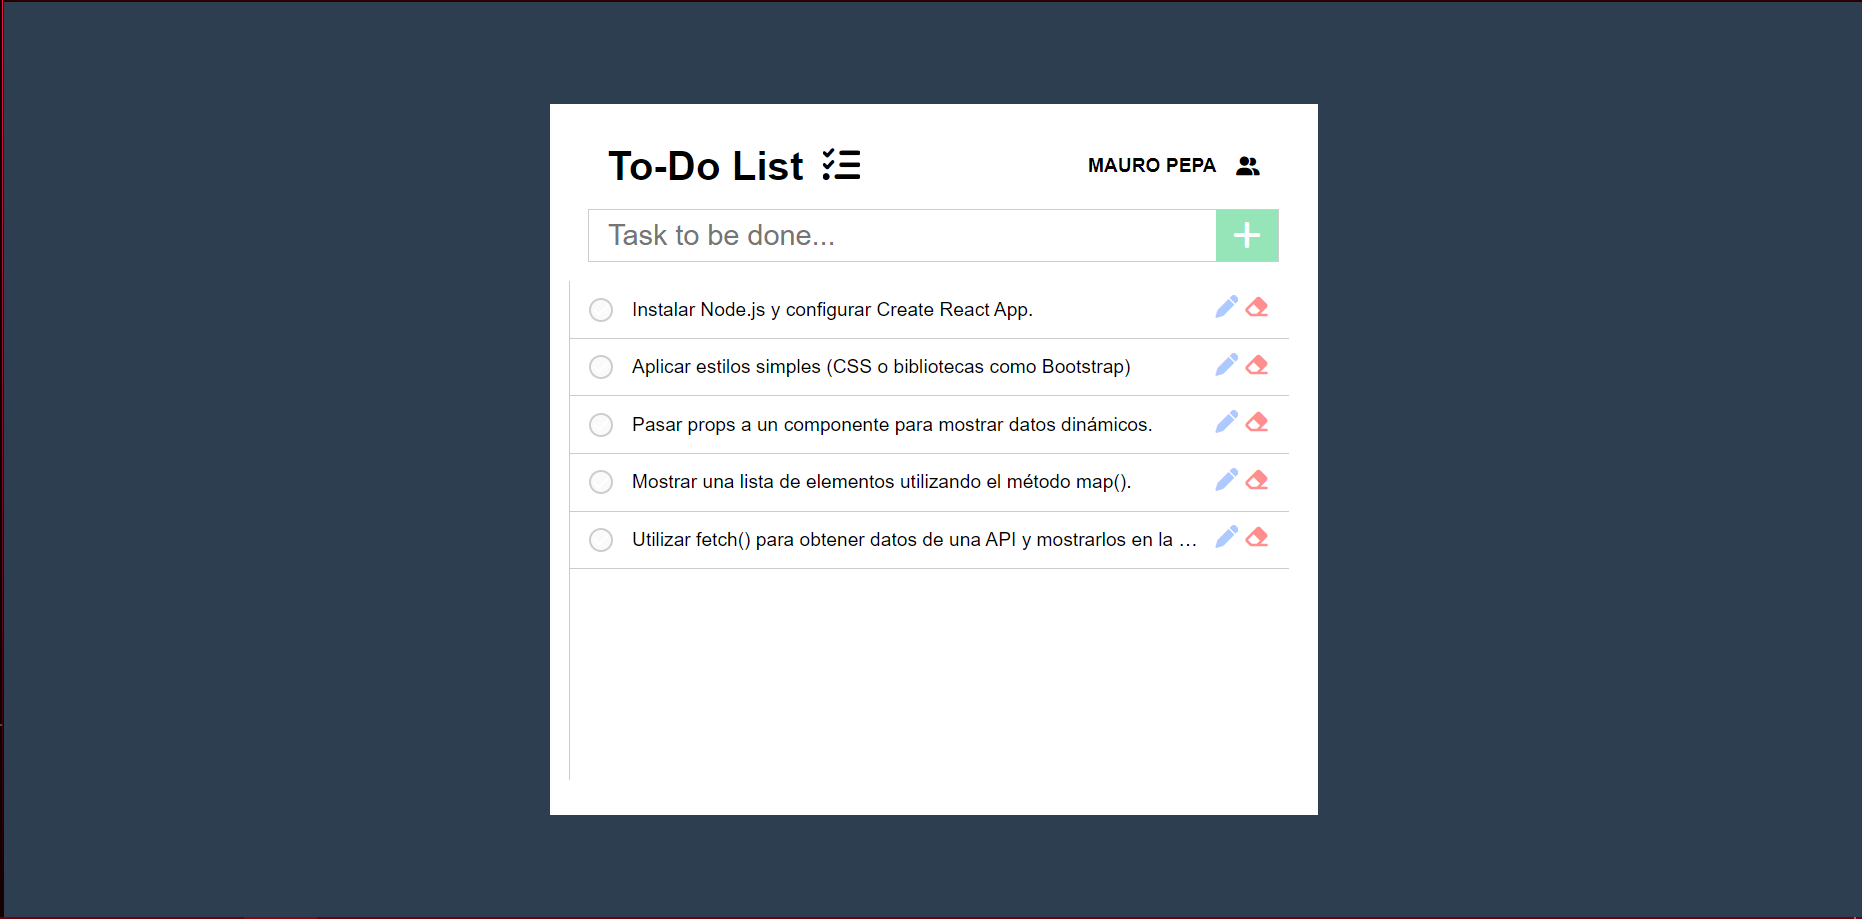 To-Do List
MAURO PEPA
Task to be done...
Instalar Node.js y configurar Create React App.
Aplicar estilos simples (CSS o bibliotecas como Bootstrap)
Pasar props a un componente para mostrar datos dinámicos.
Mostrar una lista de elementos utilizando el método map().
Utilizar fetch() para obtener datos de una API y mostrarlos en la ...